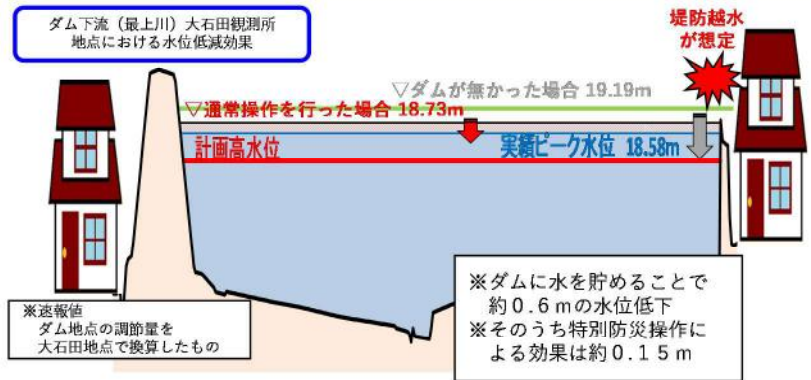 ダム下流（最上川）大石田観測所
地点における水位低減効果
堤防越水
が想定
▽ダムが無かった場合 19.19m
▽通常操作を行った場合 18.73m
計画高水位
実績ピーク水位 18.58m
※ダムに水を貯めることで
約0.6mの水位低下
※そのうち特別防災操作に
よる効果は約0.15m
※速報値
ダム地点の調節量を
大石田地点で換算したもの